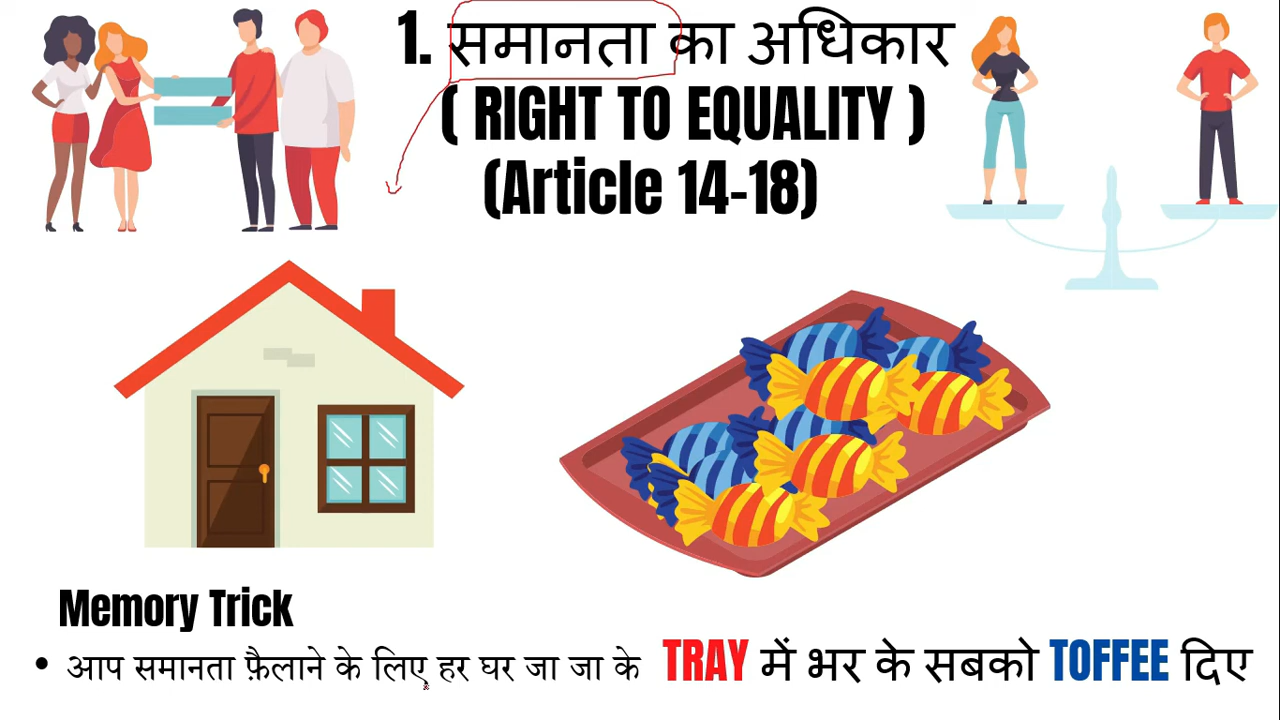 1. समानता का अधिकार
( RIGHT TO EQUALITY )
(Article 14-18)
Memory Trick
• आप समानता फ़ैलाने के लिए हर घर जा जा के TRAY में भर के सबको TOFFEE दिए